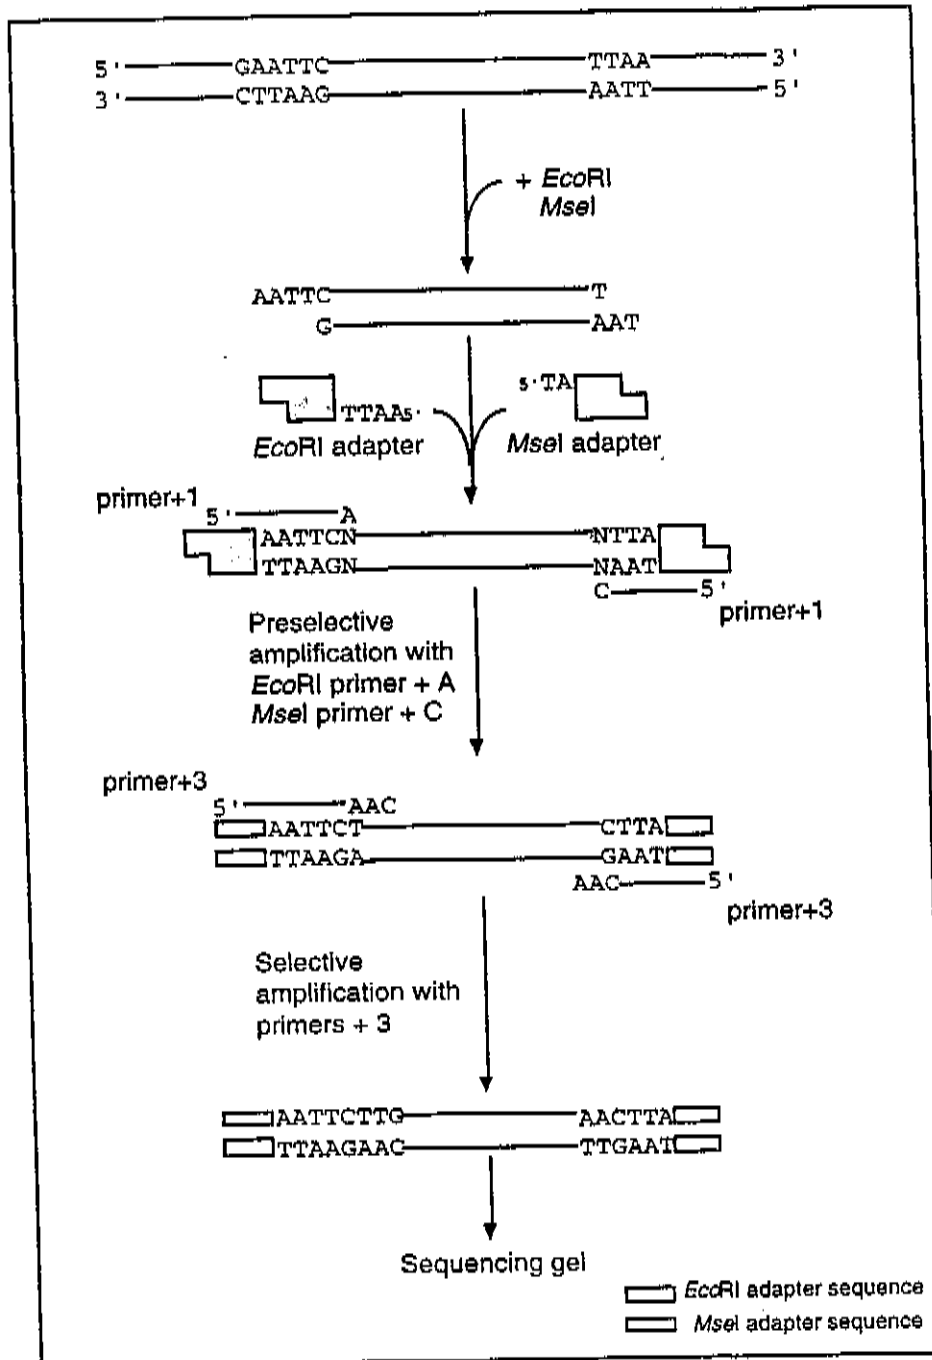 5' GAATTC TTAA 3'
3' CTTAAG AATT 5'
+ EcoRI
MseI
AATTC T
G AAT
5'TA
TTAA5'
EcoRI adapter MseI adapter
primer+1
5' A
AATTCN NTTA
TTAAGN NAAT
C 5'
primer+1
Preselective
amplification with
EcoRI primer + A
MseI primer + C
primer+3
5' AAC
AATTCT CTTA
TTAAGA GAAT
AAC 5'
primer+3
Selective
amplification with
primers + 3
AATTCTTG AACTTA
TTAAGAAC TTGAAT
Sequencing gel
EcoRI adapter sequence
MseI adapter sequence